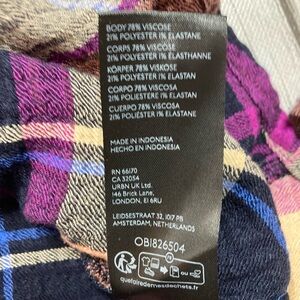 BODY 78% VISCOSE
21% POLYESTER 1% ELASTANE
CORPS 78% VISCOSE
21% POLYESTER 1% ELASTHANNE
KÖRPER 78% VISKOSE
21% POLYESTER 1% ELASTAN
CORPO 78% VISCOSA
21% POLIESTERE 1% ELASTAN
CUERPO 78% VISCOSA
21% POLIÉSTER 1% ELASTANO
MADE IN INDONESIA
HECHO EN INDONESIA
RN 66170
CA 32054
URBN UK Ltd.
146 Brick Lane,
LONDON, E1 6RU
LEIDSESTRAAT 32, 1017 PB
AMSTERDAM, NETHERLANDS
OB1826504
OU
quefairedemesdechets.fr